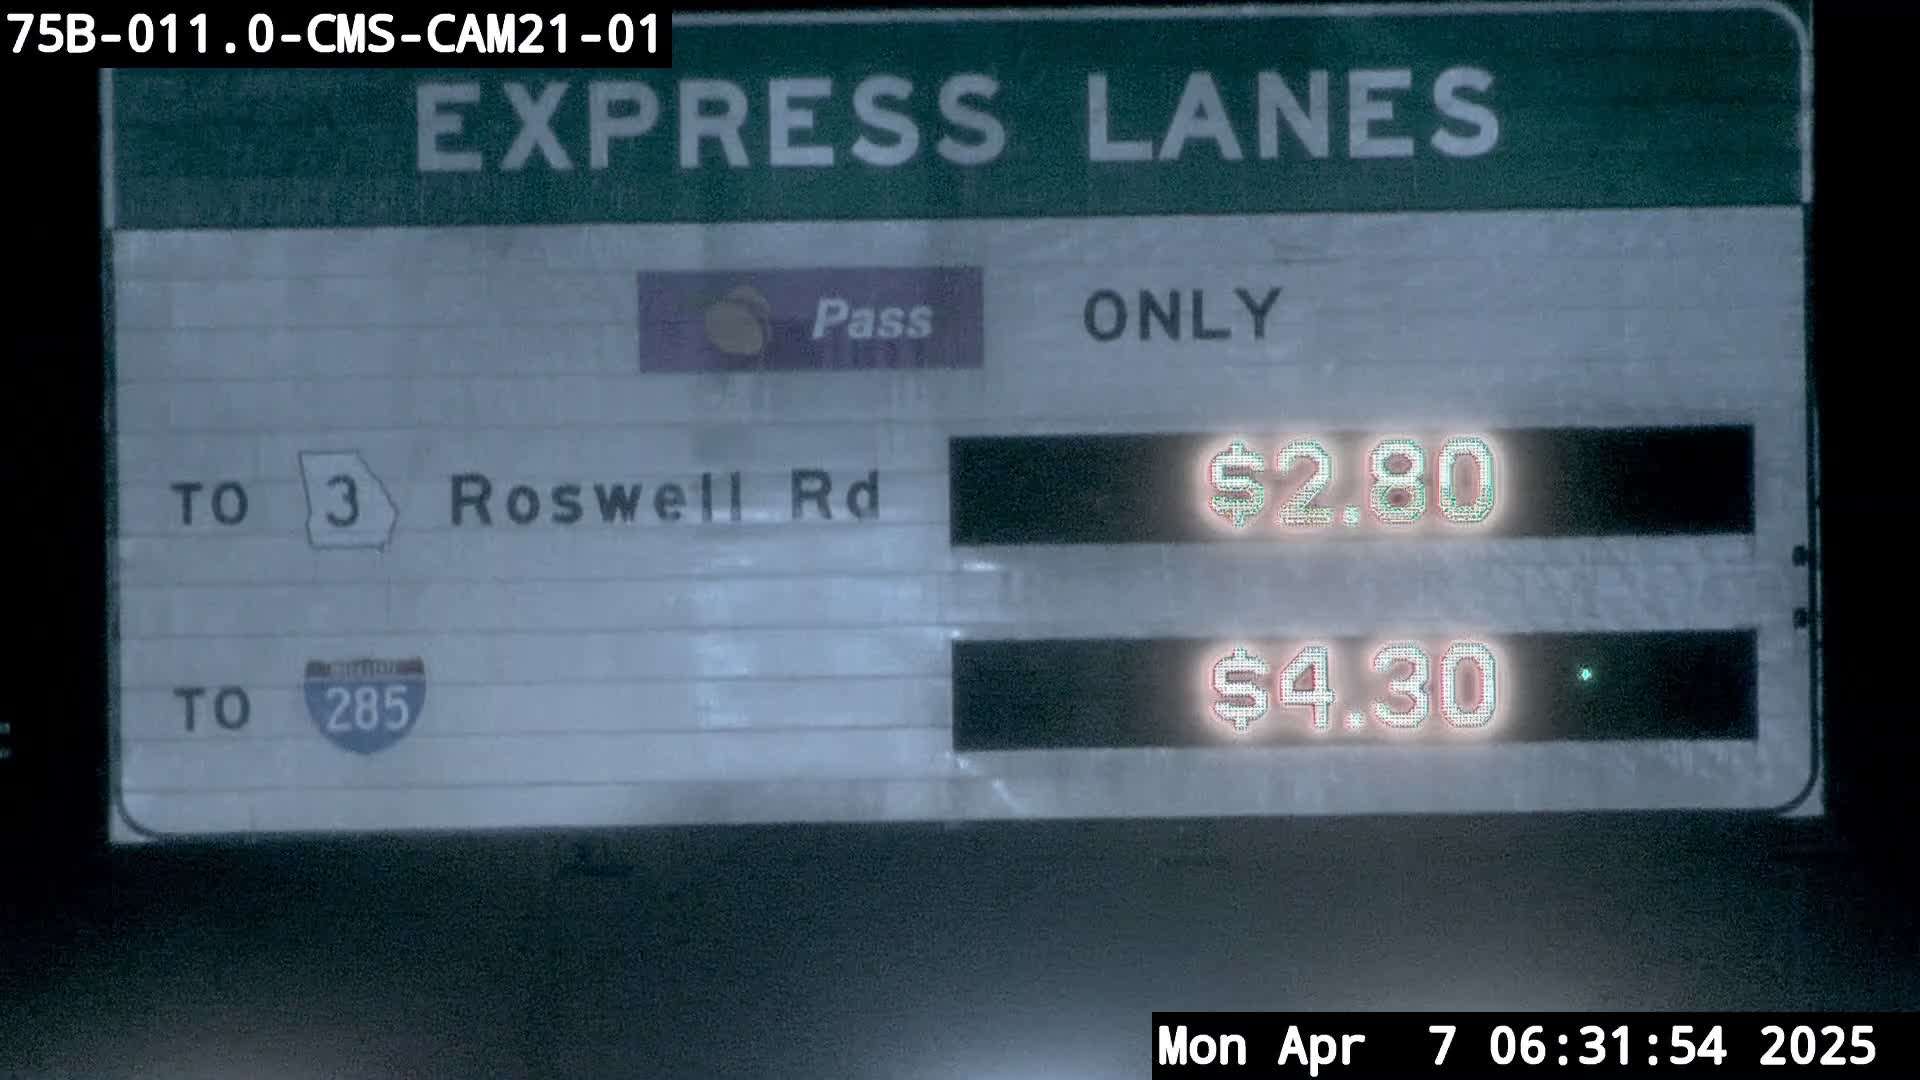 75B-011.0-CMS-CAM21-01
EXPRESS LANES
Pass ONLY
TO 3 Roswell Rd $2.80
TO 285 $4.30
Mon Apr 7 06:31:54 2025